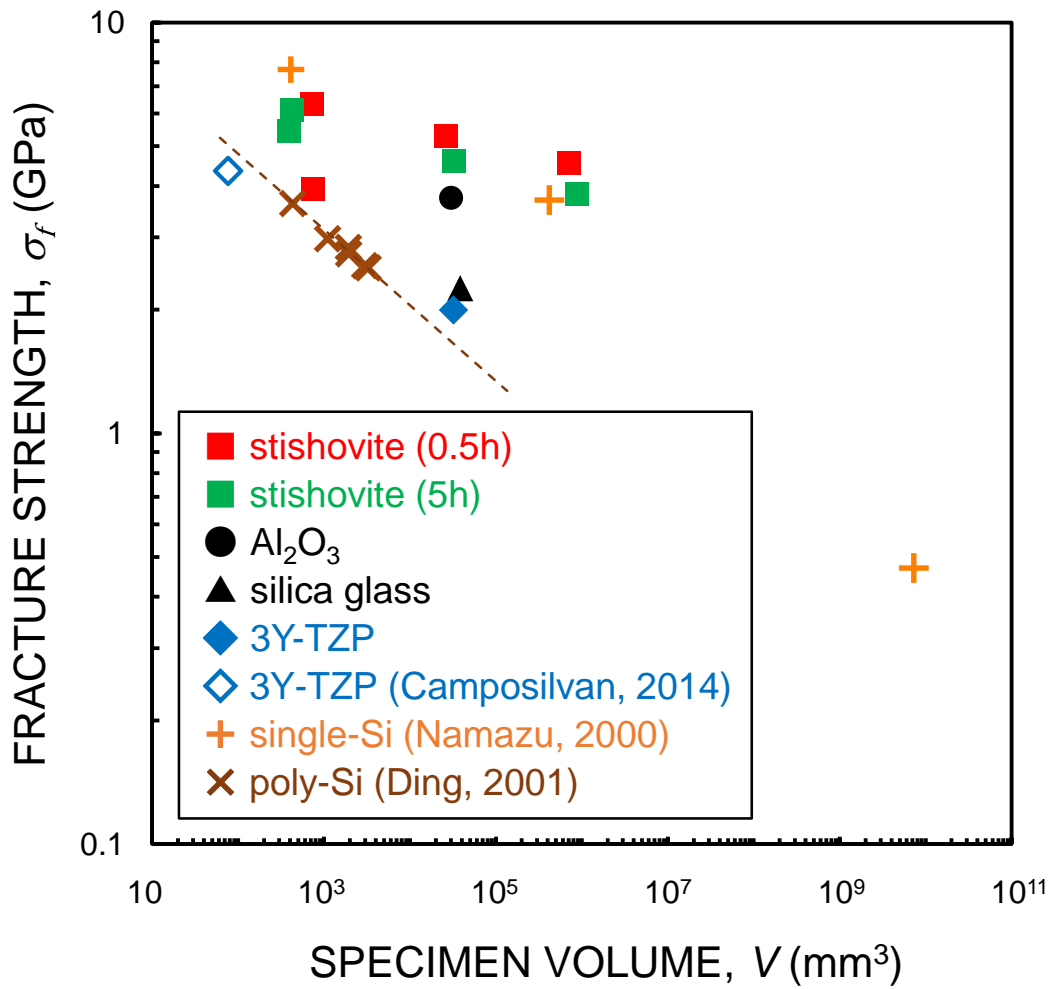 10
1
0.1
FRACTURE STRENGTH, σf (GPa)
stishovite (0.5h)
stishovite (5h)
Al₂O₃
silica glass
3Y-TZP
3Y-TZP (Camposilvan, 2014)
single-Si (Namazu, 2000)
poly-Si (Ding, 2001)
10 10³ 10⁵ 10⁷ 10⁹ 10¹¹
SPECIMEN VOLUME, V (mm³)